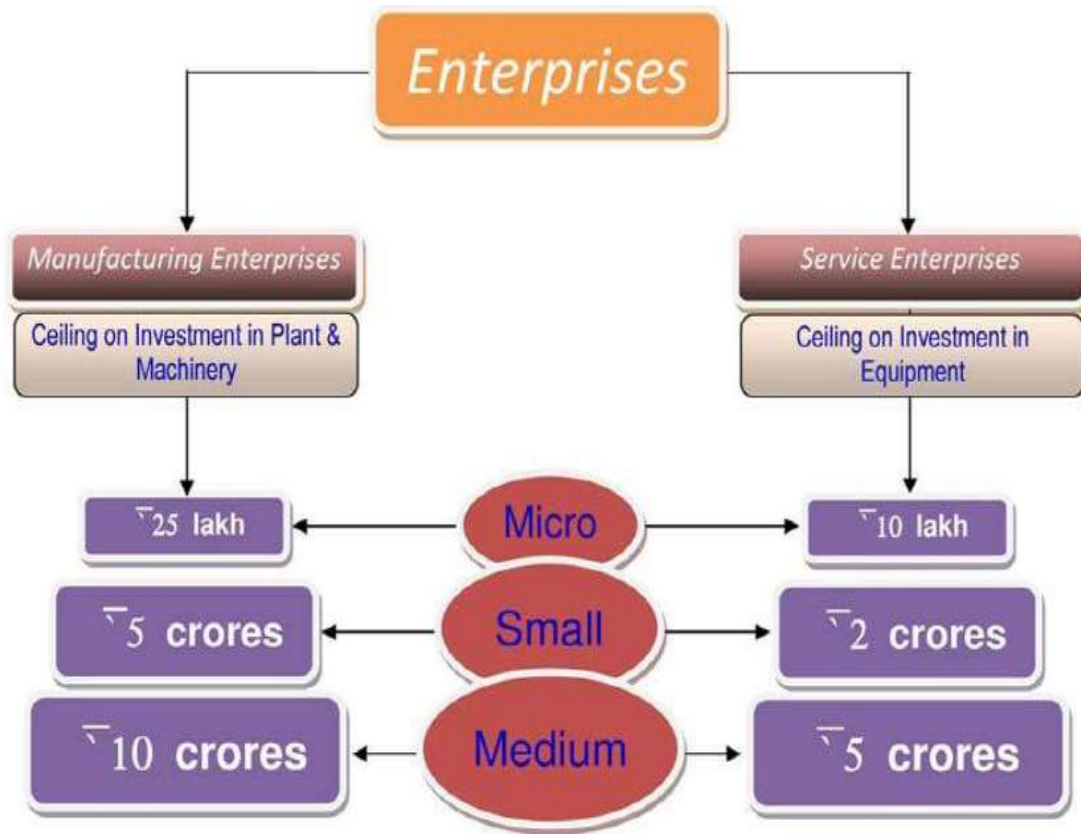 Enterprises
Manufacturing Enterprises
Service Enterprises
Ceiling on Investment in Plant &
Machinery
Ceiling on Investment in
Equipment
25 lakh
Micro
10 lakh
5 crores
Small
2 crores
10 crores
Medium
5 crores